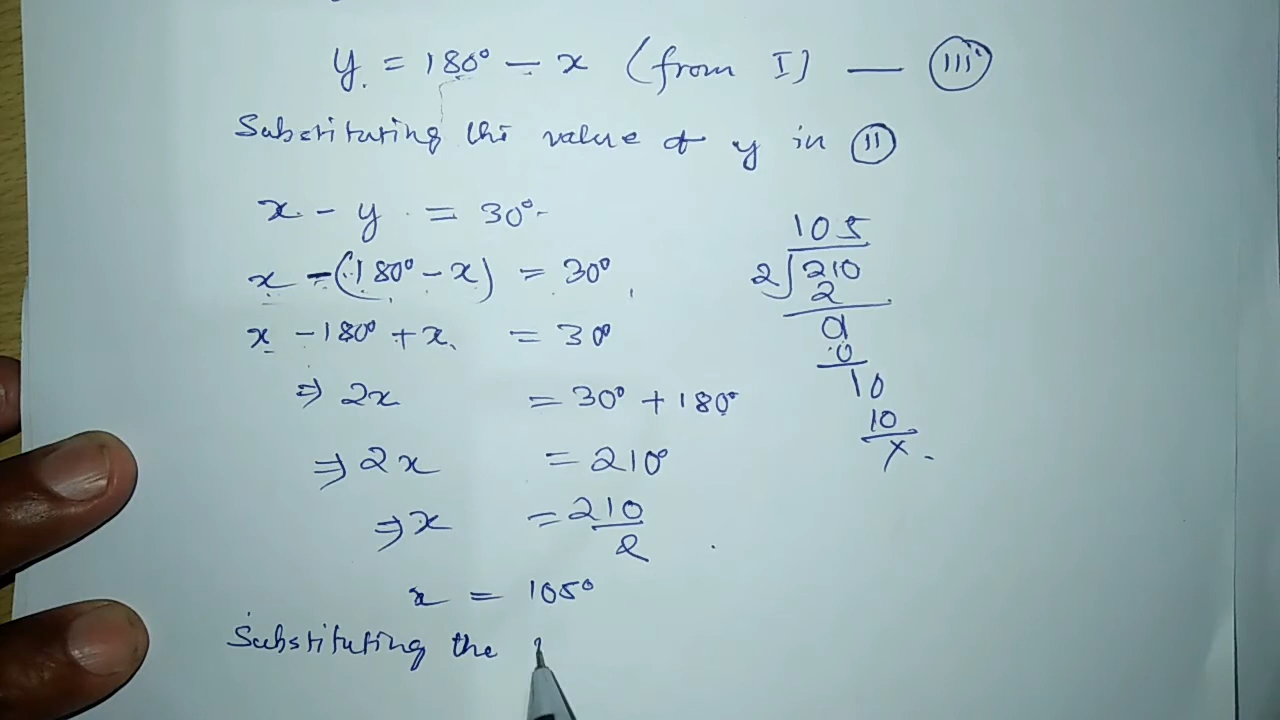 y = 180° - x (from I) — (III)
Substituting the value of y in (II)
x - y = 30°
x - (180° - x) = 30°
x - 180° + x = 30°
⇒ 2x = 30° + 180°
⇒ 2x = 210°
⇒ x = 210/2
x = 105°
Substituting the
105
2 ) 210
2
01
0
10
10
x